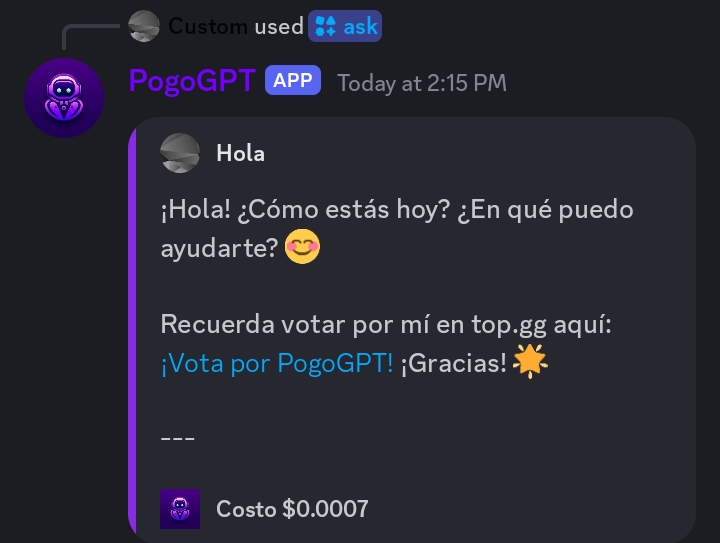 Custom used ask
PogoGPT APP Today at 2:15 PM
Hola
¡Hola! ¿Cómo estás hoy? ¿En qué puedo
ayudarte? 😊
Recuerda votar por mí en top.gg aquí:
¡Vota por PogoGPT! ¡Gracias! 🌟
---
Costo $0.0007